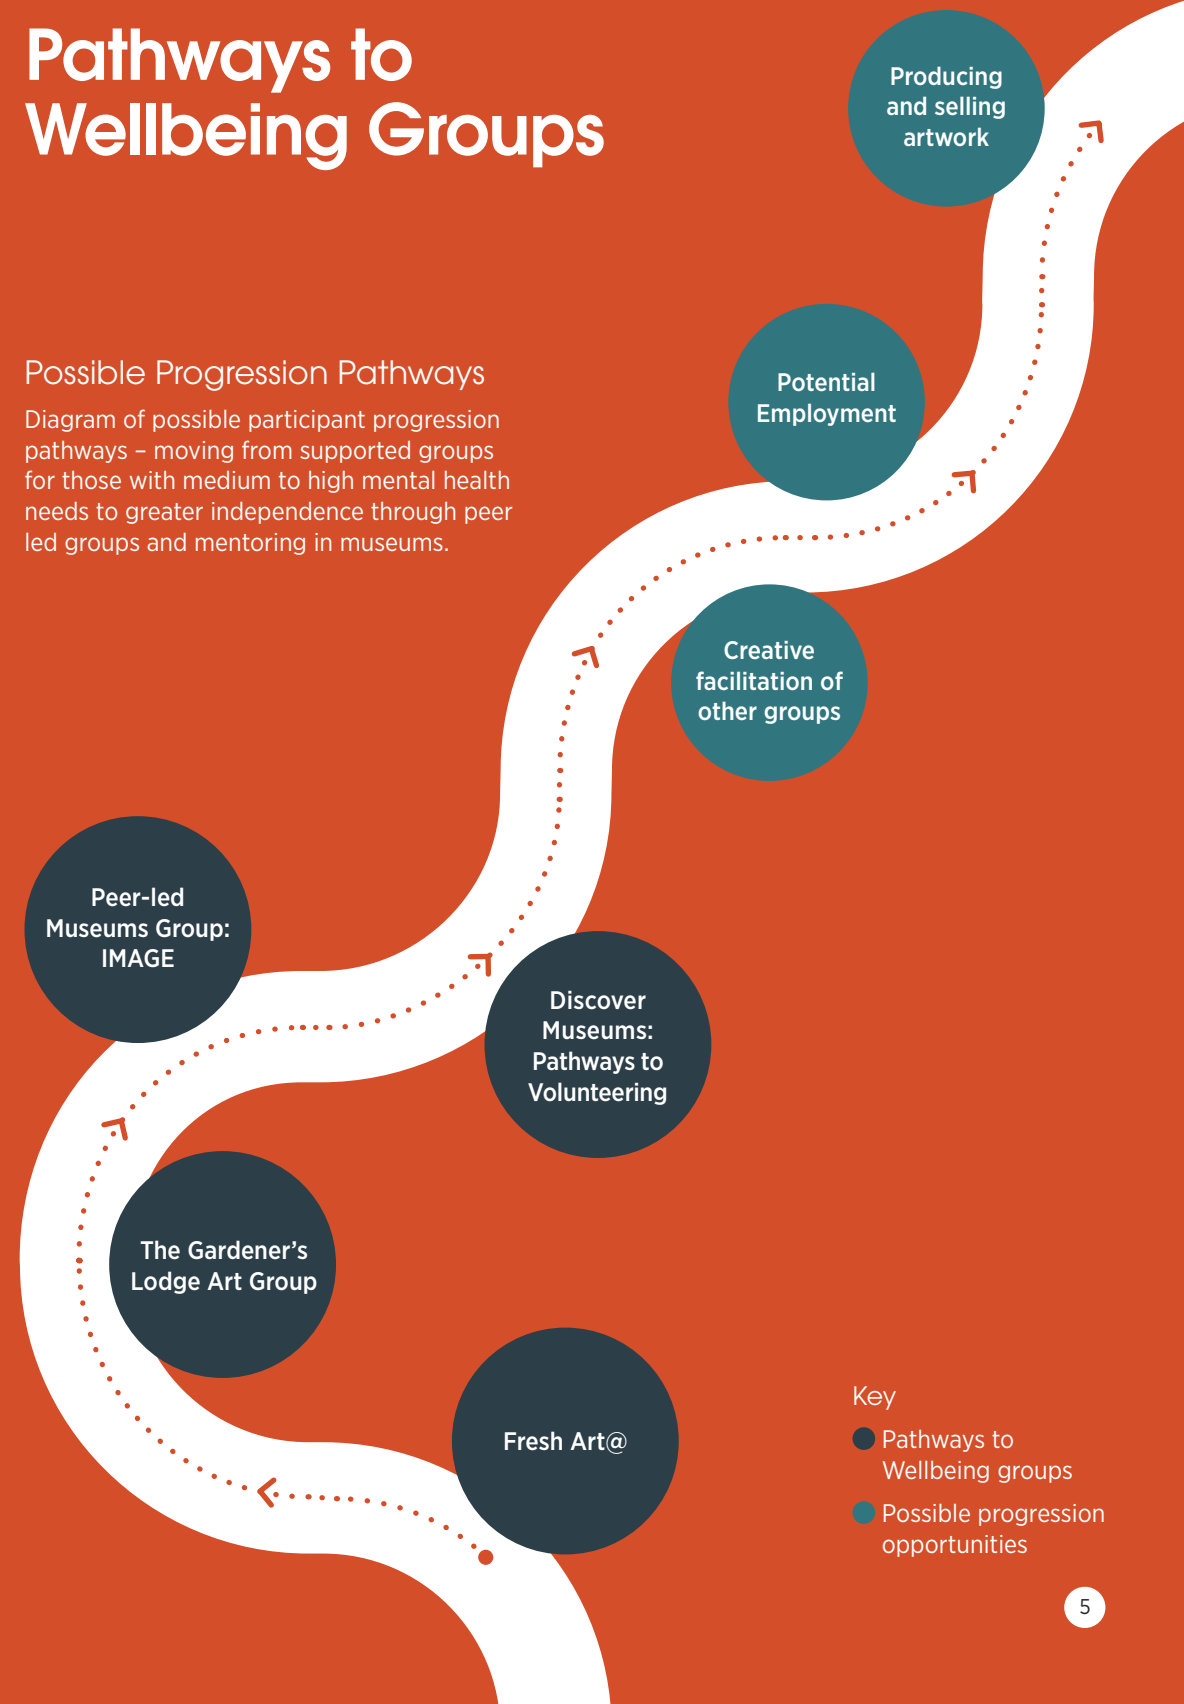 Pathways to
Wellbeing Groups
Producing
and selling
artwork
Possible Progression Pathways
Diagram of possible participant progression
pathways – moving from supported groups
for those with medium to high mental health
needs to greater independence through peer
led groups and mentoring in museums.
Potential
Employment
Creative
facilitation of
other groups
Peer-led
Museums Group:
IMAGE
Discover
Museums:
Pathways to
Volunteering
The Gardener’s
Lodge Art Group
Fresh Art@
Key
Pathways to
Wellbeing groups
Possible progression
opportunities
5